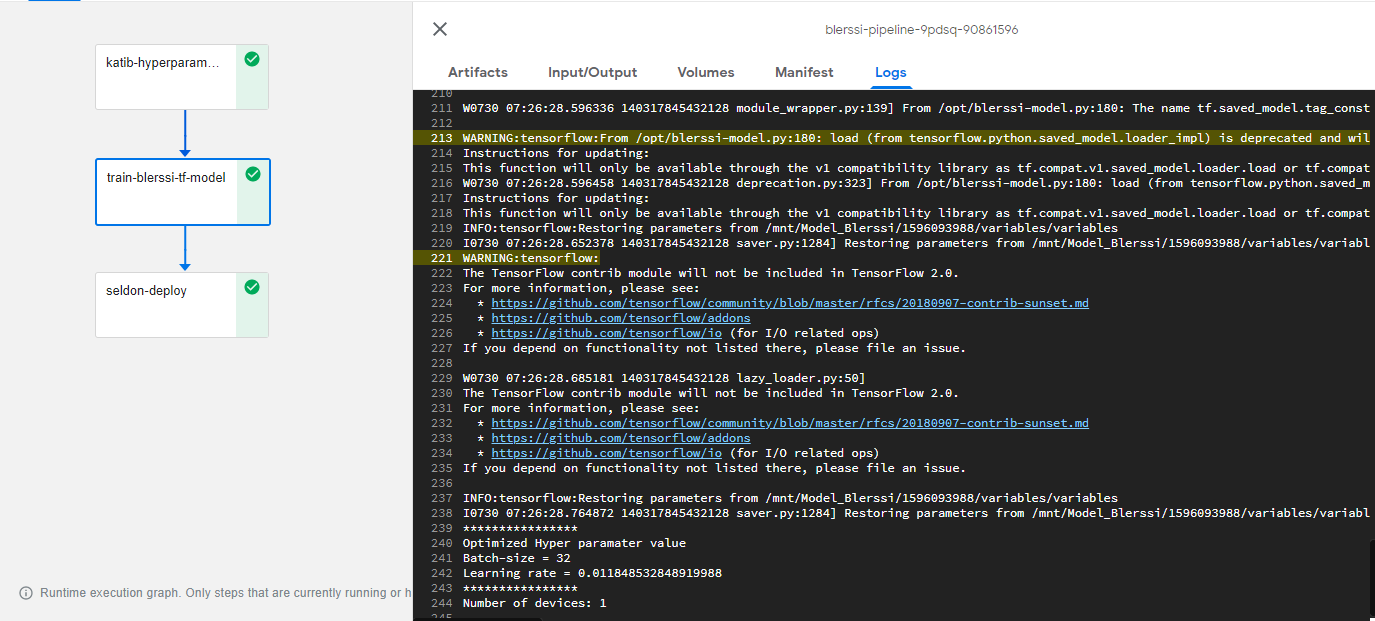 katib-hyperparam...
train-blerssi-tf-model
seldon-deploy
Runtime execution graph. Only steps that are currently running or h
blerssi-pipeline-9pdsq-90861596
Artifacts Input/Output Volumes Manifest Logs
210
211 W0730 07:26:28.596336 140317845432128 module_wrapper.py:139] From /opt/blerssi-model.py:180: The name tf.saved_model.tag_const
212
213 WARNING:tensorflow:From /opt/blerssi-model.py:180: load (from tensorflow.python.saved_model.loader_impl) is deprecated and wil
214 Instructions for updating:
215 This function will only be available through the v1 compatibility library as tf.compat.v1.saved_model.loader.load or tf.compat
216 W0730 07:26:28.596458 140317845432128 deprecation.py:323] From /opt/blerssi-model.py:180: load (from tensorflow.python.saved_m
217 Instructions for updating:
218 This function will only be available through the v1 compatibility library as tf.compat.v1.saved_model.loader.load or tf.compat
219 INFO:tensorflow:Restoring parameters from /mnt/Model_Blerssi/1596093988/variables/variables
220 I0730 07:26:28.652378 140317845432128 saver.py:1284] Restoring parameters from /mnt/Model_Blerssi/1596093988/variables/variabl
221 WARNING:tensorflow:
222 The TensorFlow contrib module will not be included in TensorFlow 2.0.
223 For more information, please see:
224 * https://github.com/tensorflow/community/blob/master/rfcs/20180907-contrib-sunset.md
225 * https://github.com/tensorflow/addons
226 * https://github.com/tensorflow/io (for I/O related ops)
227 If you depend on functionality not listed there, please file an issue.
228
229 W0730 07:26:28.685181 140317845432128 lazy_loader.py:50]
230 The TensorFlow contrib module will not be included in TensorFlow 2.0.
231 For more information, please see:
232 * https://github.com/tensorflow/community/blob/master/rfcs/20180907-contrib-sunset.md
233 * https://github.com/tensorflow/addons
234 * https://github.com/tensorflow/io (for I/O related ops)
235 If you depend on functionality not listed there, please file an issue.
236
237 INFO:tensorflow:Restoring parameters from /mnt/Model_Blerssi/1596093988/variables/variables
238 I0730 07:26:28.764872 140317845432128 saver.py:1284] Restoring parameters from /mnt/Model_Blerssi/1596093988/variables/variabl
239 ****************
240 Optimized Hyper paramater value
241 Batch-size = 32
242 Learning rate = 0.011848532848919988
243 ****************
244 Number of devices: 1
245